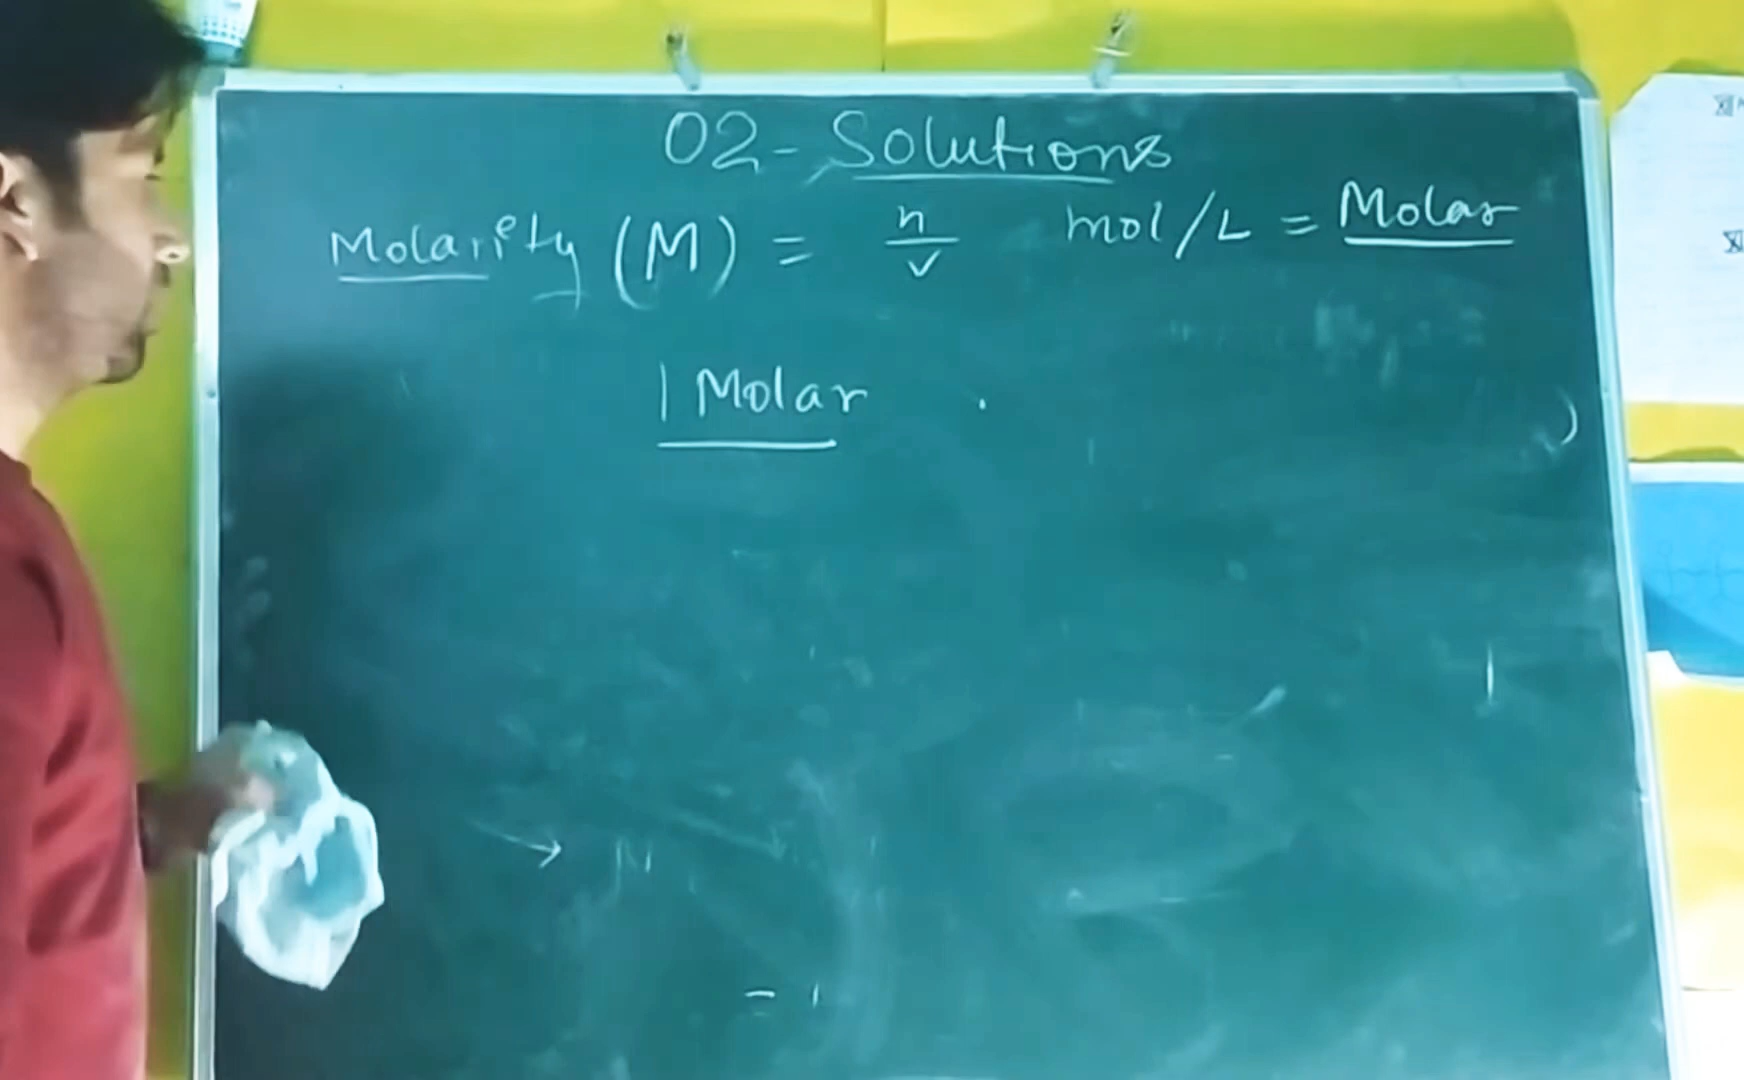 02-Solutions
Molarity (M) = n/v mol/L = Molar
1 Molar